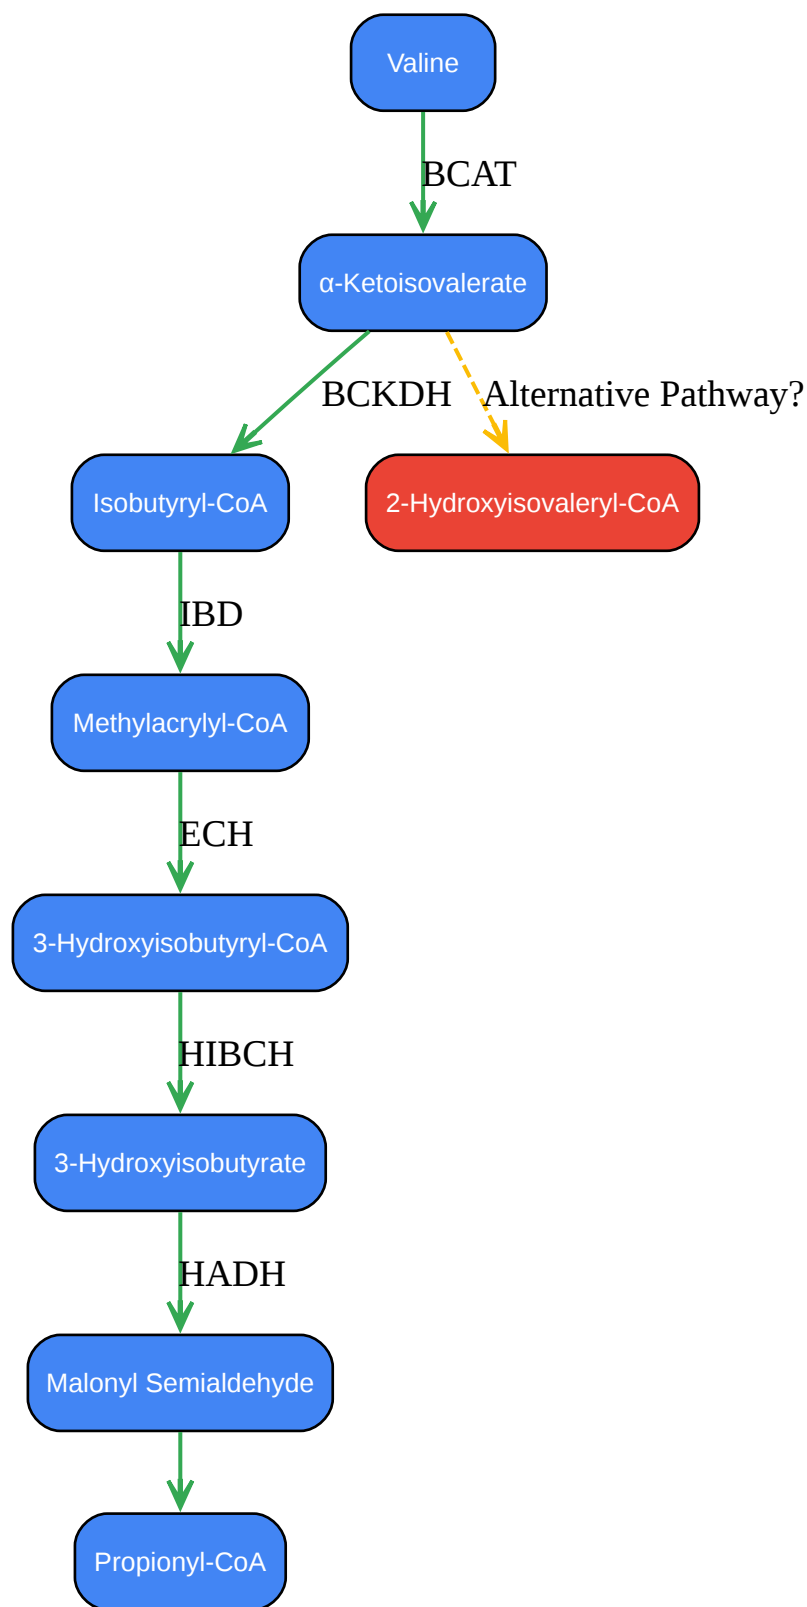 Valine
BCAT
α-Ketoisovalerate
BCKDH
Alternative Pathway?
Isobutyryl-CoA
2-Hydroxyisovaleryl-CoA
IBD
Methylacrylyl-CoA
ECH
3-Hydroxyisobutyryl-CoA
HIBCH
3-Hydroxyisobutyrate
HADH
Malonyl Semialdehyde
Propionyl-CoA